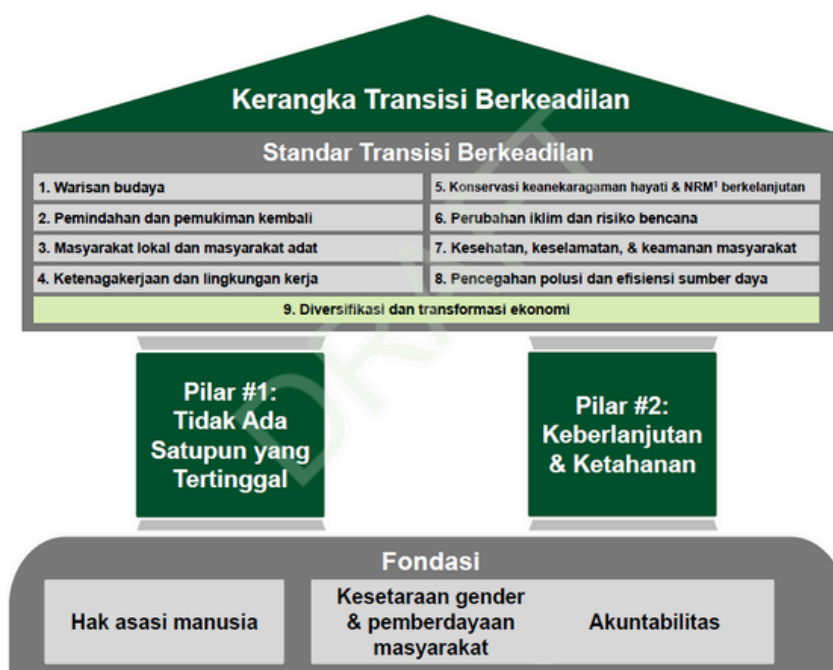 Kerangka Transisi Berkeadilan
Standar Transisi Berkeadilan
1. Warisan budaya
2. Pemindahan dan pemukiman kembali
3. Masyarakat lokal dan masyarakat adat
4. Ketenagakerjaan dan lingkungan kerja
5. Konservasi keanekaragaman hayati & NRM¹ berkelanjutan
6. Perubahan iklim dan risiko bencana
7. Kesehatan, keselamatan, & keamanan masyarakat
8. Pencegahan polusi dan efisiensi sumber daya
9. Diversifikasi dan transformasi ekonomi
Pilar #1:
Tidak Ada
Satupun yang
Tertinggal
Pilar #2:
Keberlanjutan
& Ketahanan
Fondasi
Hak asasi manusia
Kesetaraan gender
& pemberdayaan
masyarakat
Akuntabilitas
DRAFT